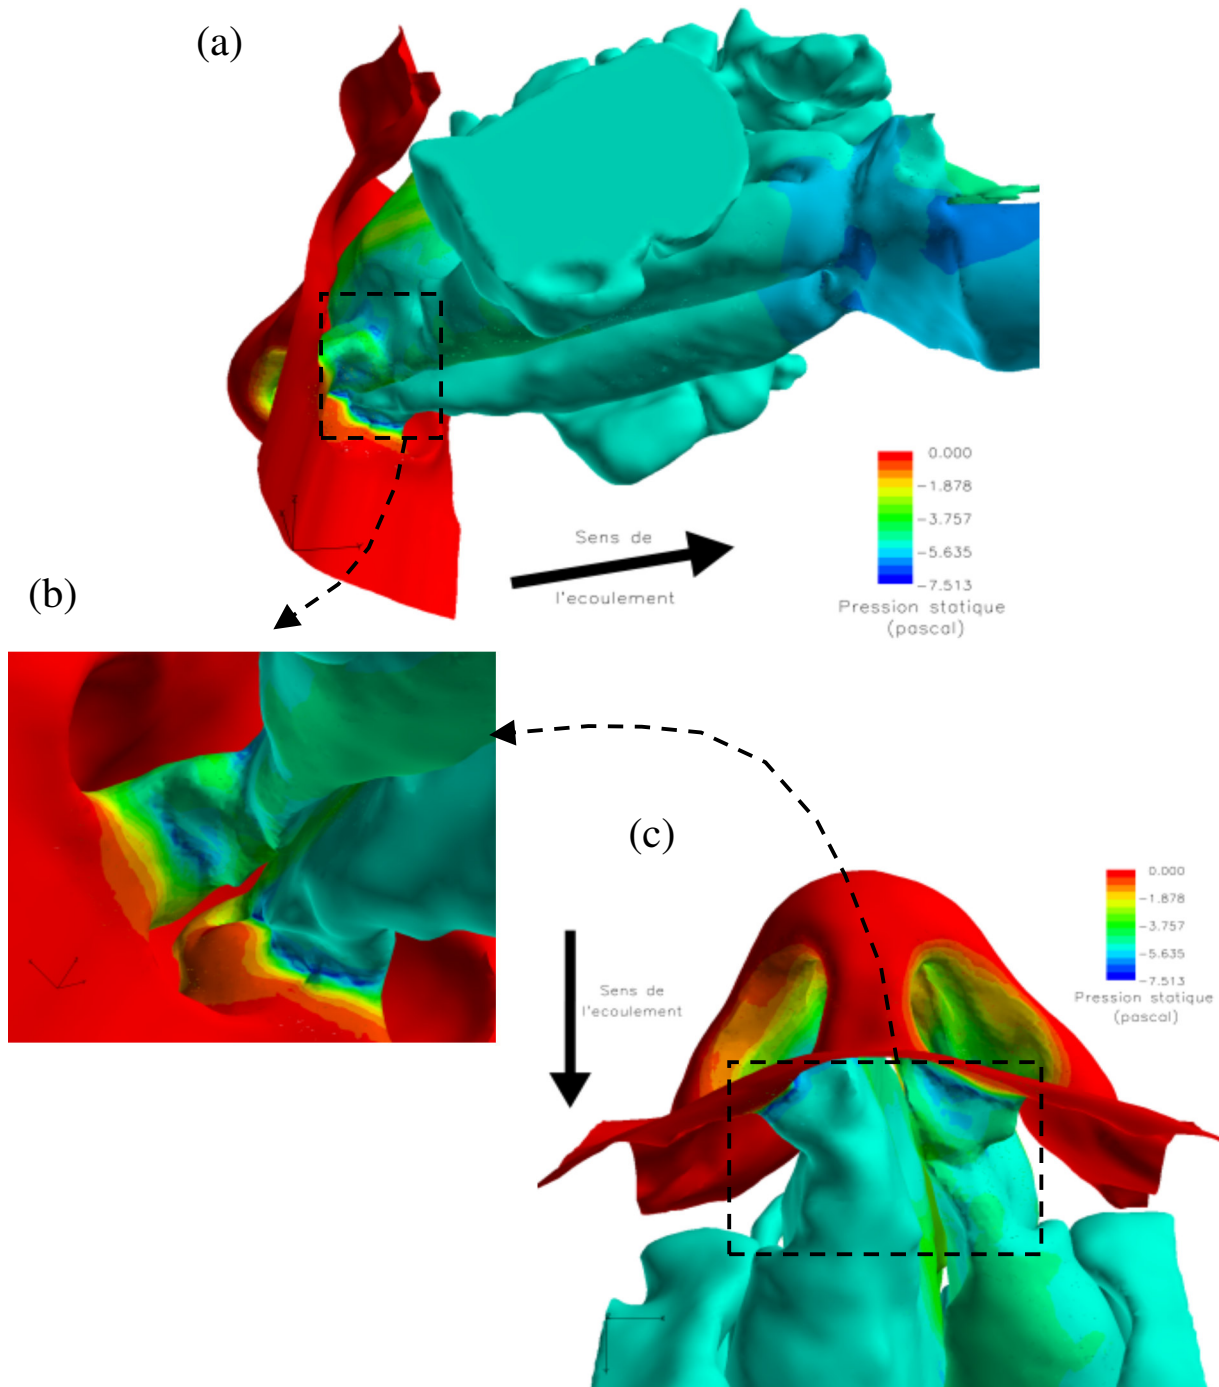 (a)
0.000
-1.878
-3.757
-5.635
-7.513
Pression statique
(pascal)
Sens de
l'ecoulement
(b)
(c)
0.000
-1.878
-3.757
-5.635
-7.513
Pression statique
(pascal)
Sens de
l'ecoulement